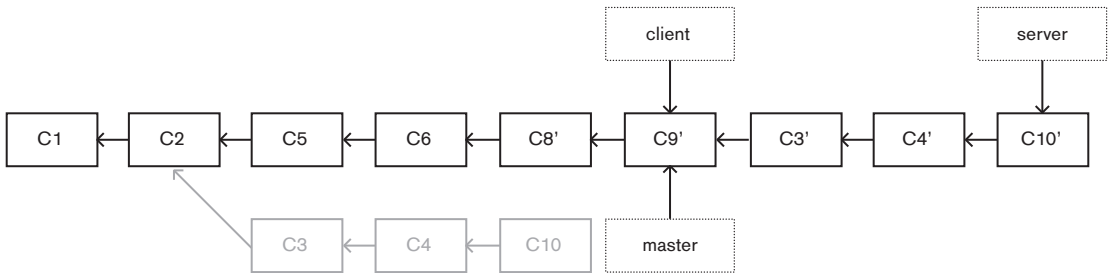 client server
C1 C2 C5 C6 C8’ C9’ C3’ C4’ C10’
C3 C4 C10 master